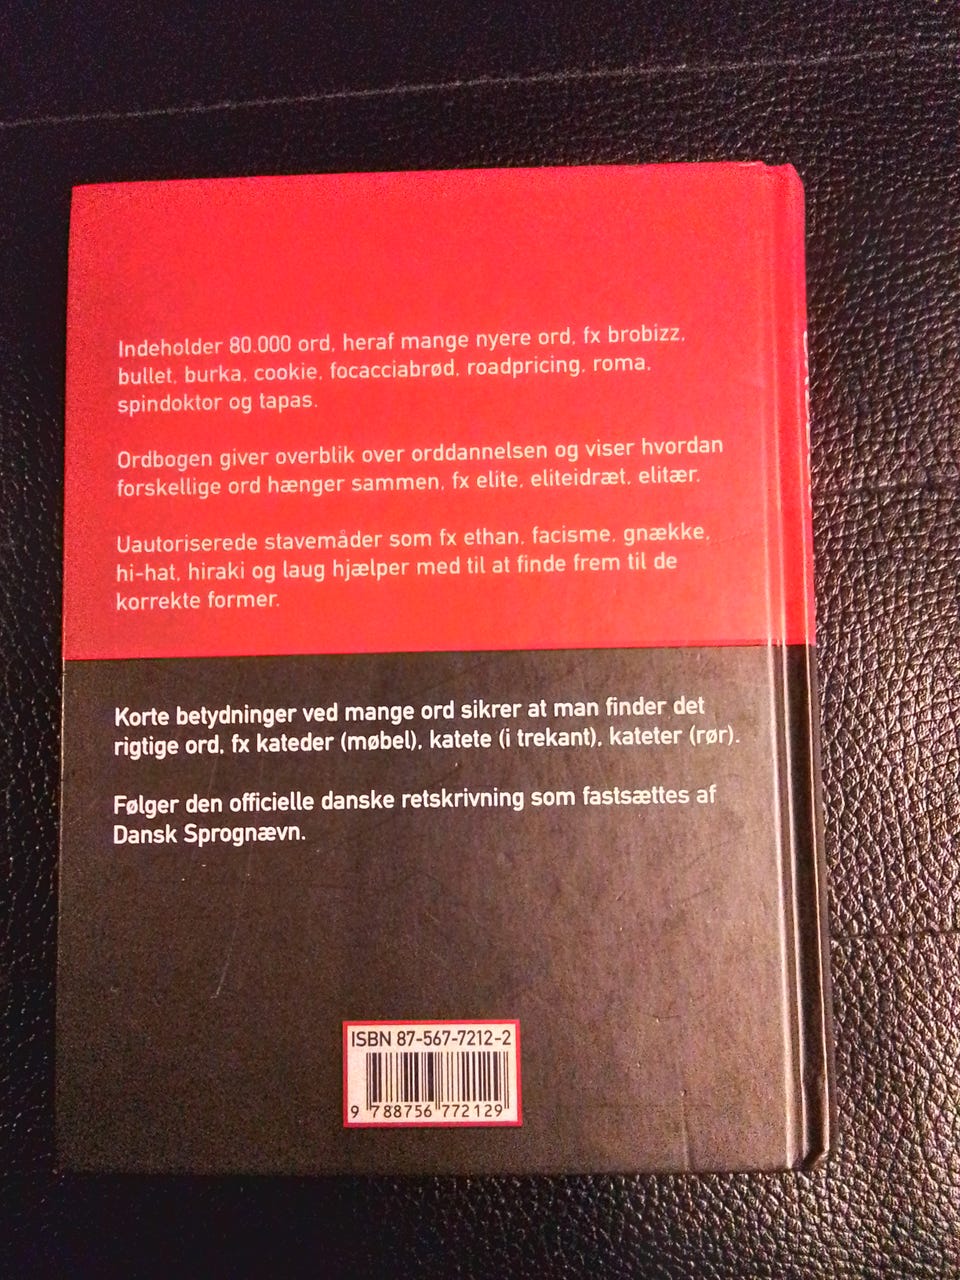 Indeholder 80.000 ord, heraf mange nyere ord, fx brobizz,
bullet, burka, cookie, focacciabrød, roadpricing, roma,
spindoktor og tapas.
Ordbogen giver overblik over orddannelsen og viser hvordan
forskellige ord hænger sammen, fx elite, eliteidræt, elitær.
Uautoriserede stavemåder som fx ethan, facisme, gnække,
hi-hat, hiraki og laug hjælper med til at finde frem til de
korrekte former.
Korte betydninger ved mange ord sikrer at man finder det
rigtige ord, fx kateder (møbel), katete (i trekant), kateter (rør).
Følger den officielle danske retskrivning som fastsættes af
Dansk Sprognævn.
ISBN 87-567-7212-2
9 788756 772129